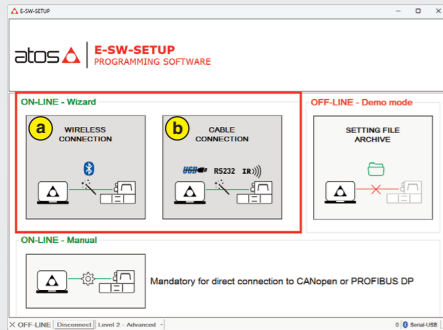 E-SW-SETUP
atos
E-SW-SETUP
PROGRAMMING SOFTWARE
ON-LINE - Wizard
OFF-LINE - Demo mode
a
WIRELESS
CONNECTION
b
CABLE
CONNECTION
USB RS232 IR
SETTING FILE
ARCHIVE
ON-LINE - Manual
Mandatory for direct connection to CANopen or PROFIBUS DP
X OFF-LINE Disconnect Level 2 - Advanced
0 Serial-USB